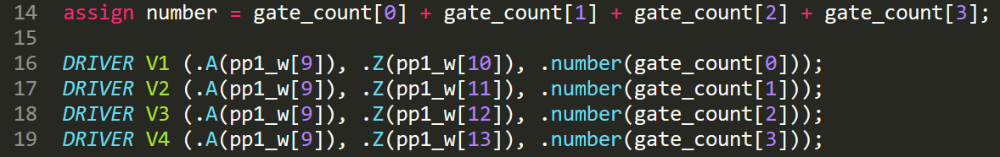 14 assign number = gate_count[0] + gate_count[1] + gate_count[2] + gate_count[3];
15
16 DRIVER V1 (.A(pp1_w[9]), .Z(pp1_w[10]), .number(gate_count[0]));
17 DRIVER V2 (.A(pp1_w[9]), .Z(pp1_w[11]), .number(gate_count[1]));
18 DRIVER V3 (.A(pp1_w[9]), .Z(pp1_w[12]), .number(gate_count[2]));
19 DRIVER V4 (.A(pp1_w[9]), .Z(pp1_w[13]), .number(gate_count[3]));